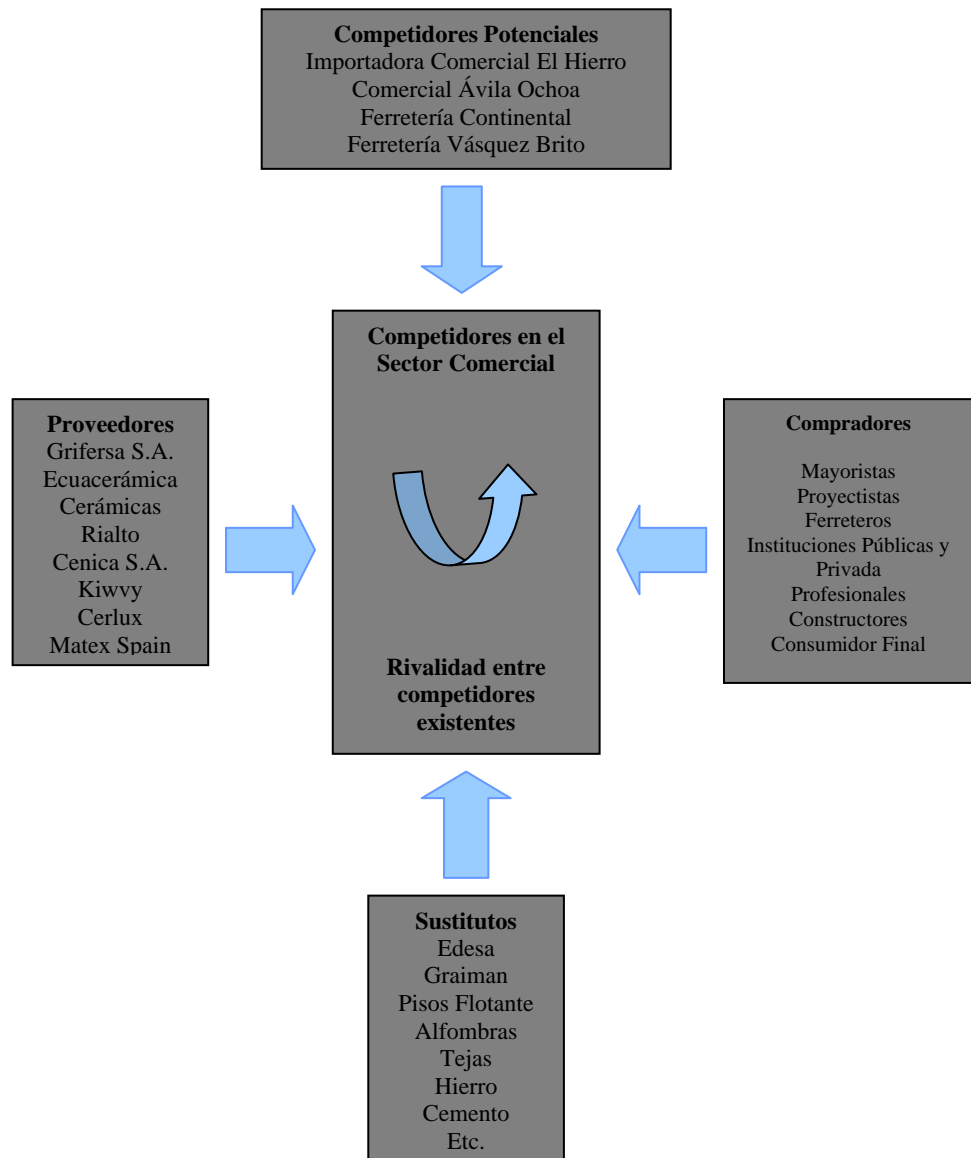 Competidores Potenciales
Importadora Comercial El Hierro
Comercial Ávila Ochoa
Ferretería Continental
Ferretería Vásquez Brito
Competidores en el
Sector Comercial
Rivalidad entre
competidores
existentes
Proveedores
Grifersa S.A.
Ecuacerámica
Cerámicas
Rialto
Cenica S.A.
Kiwvy
Cerlux
Matex Spain
Compradores
Mayoristas
Proyectistas
Ferreteros
Instituciones Públicas y
Privada
Profesionales
Constructores
Consumidor Final
Sustitutos
Edesa
Graiman
Pisos Flotante
Alfombras
Tejas
Hierro
Cemento
Etc.